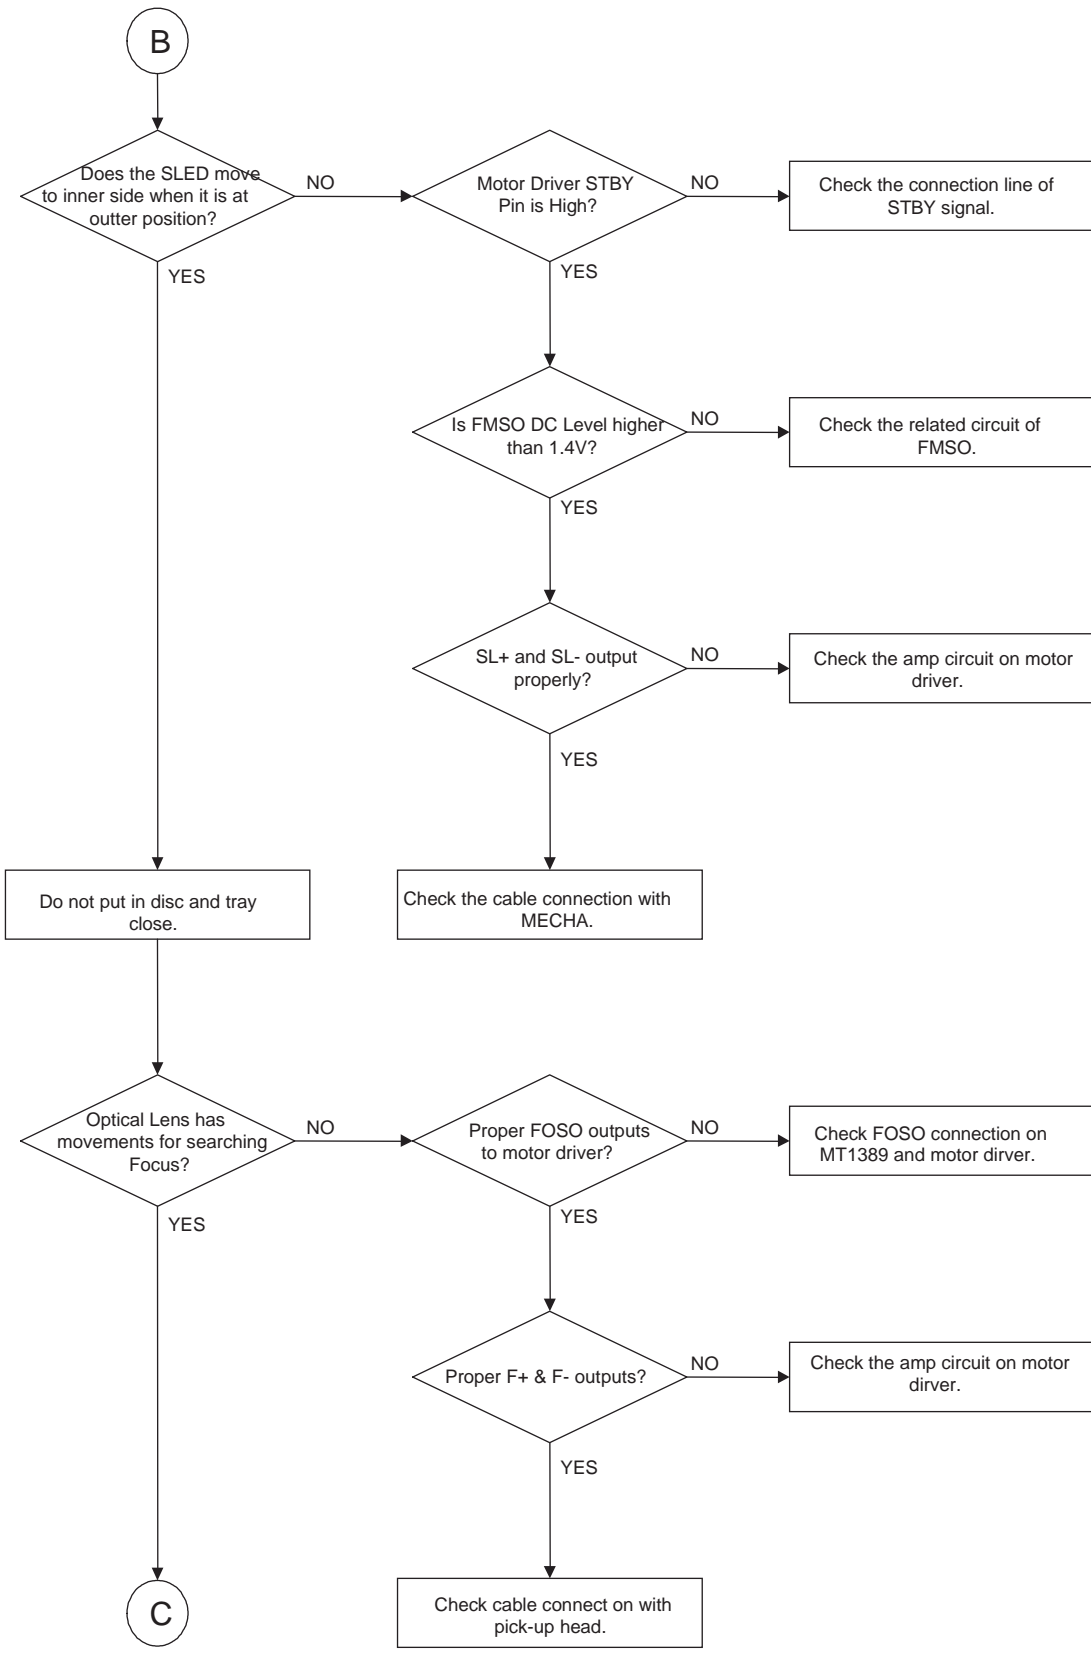 B
Does the SLED move
to inner side when it is at
outter position?
NO
Motor Driver STBY
Pin is High?
NO
Check the connection line of
STBY signal.
YES
YES
Is FMSO DC Level higher
than 1.4V?
NO
Check the related circuit of
FMSO.
YES
SL+ and SL- output
properly?
NO
Check the amp circuit on motor
driver.
YES
Do not put in disc and tray
close.
Check the cable connection with
MECHA.
Optical Lens has
movements for searching
Focus?
NO
Proper FOSO outputs
to motor driver?
NO
Check FOSO connection on
MT1389 and motor dirver.
YES
YES
Proper F+ & F- outputs?
NO
Check the amp circuit on motor
dirver.
YES
C
Check cable connect on with
pick-up head.